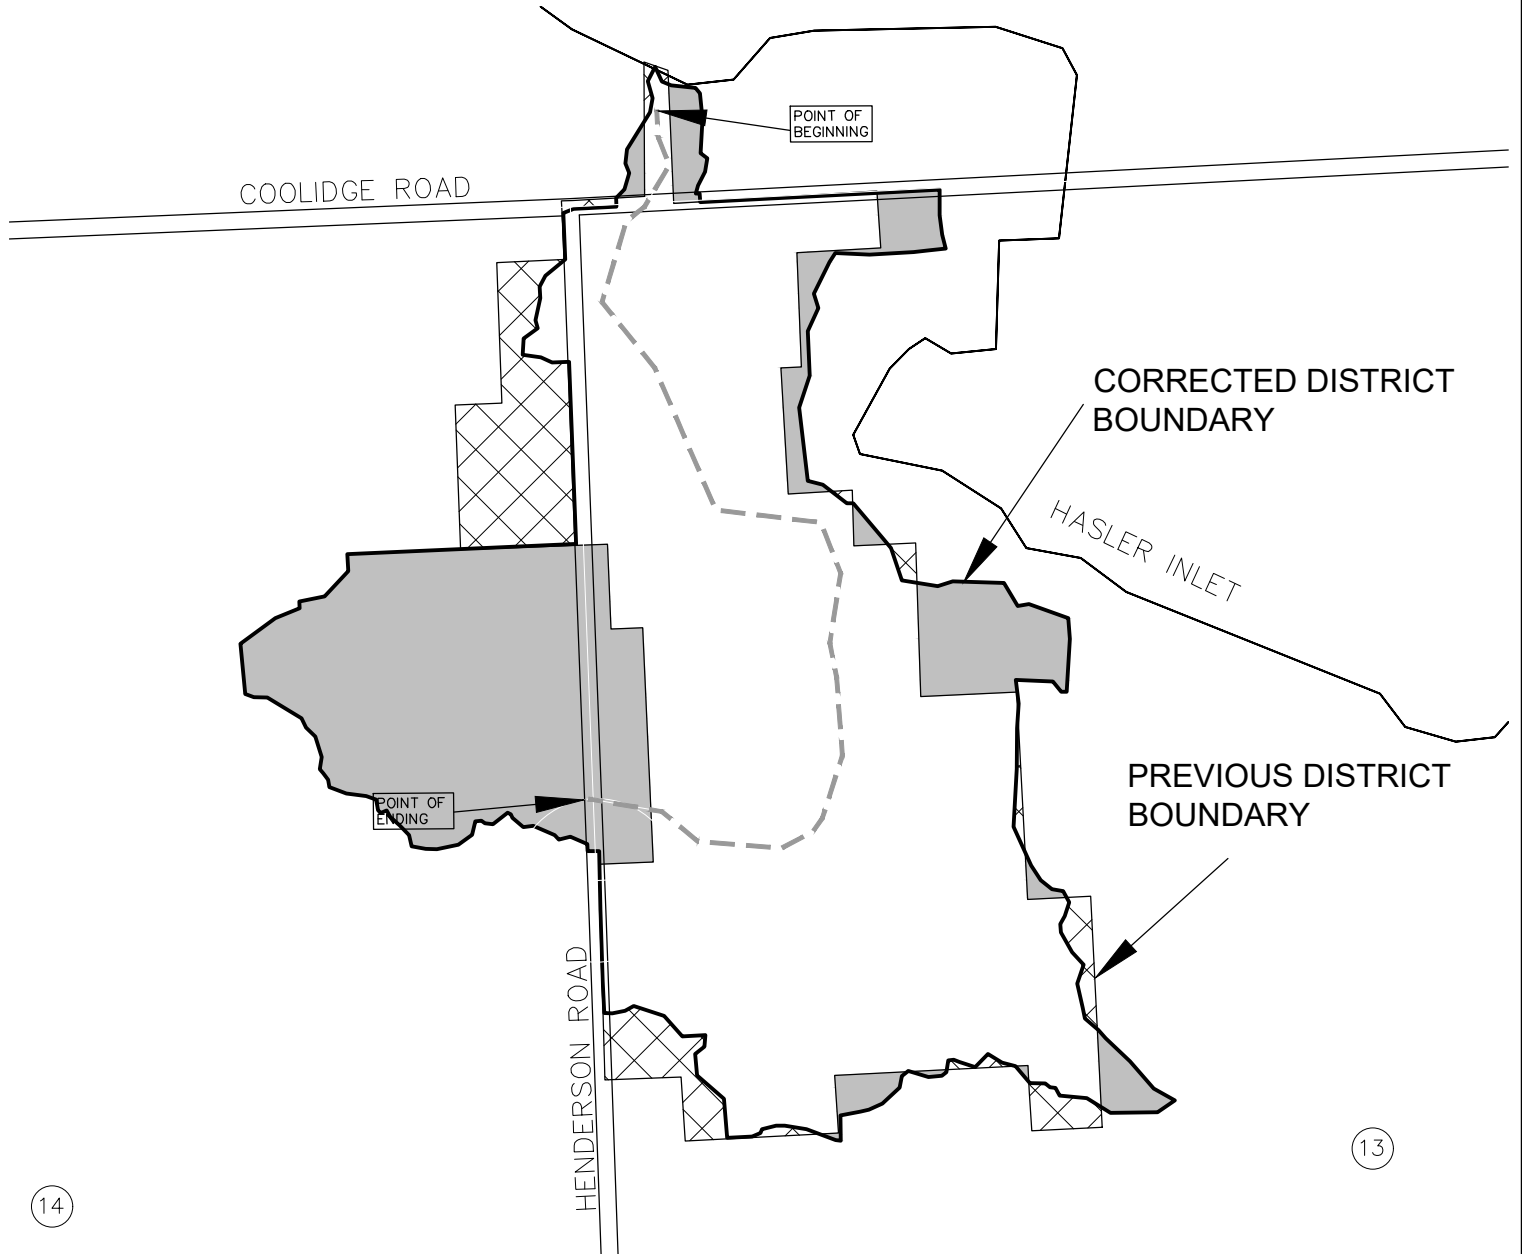 POINT OF
BEGINNING
COOLIDGE ROAD
CORRECTED DISTRICT
BOUNDARY
HASLER INLET
PREVIOUS DISTRICT
BOUNDARY
POINT OF
ENDING
HENDERSON ROAD
13
14